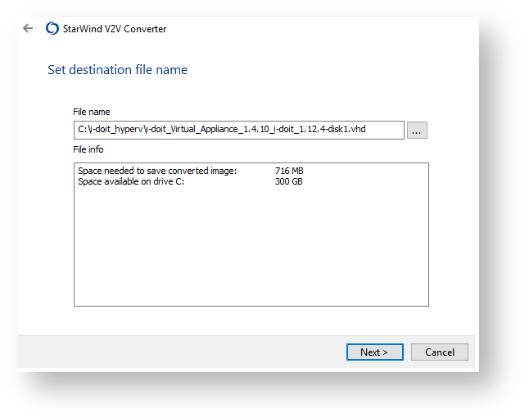 StarWind V2V Converter
Set destination file name
File name
C:\i-doit_hyperv\i-doit_Virtual_Appliance_1.4.10_i-doit_1.12.4-disk1.vhd
...
File info
Space needed to save converted image: 716 MB
Space available on drive C: 300 GB
Next >
Cancel